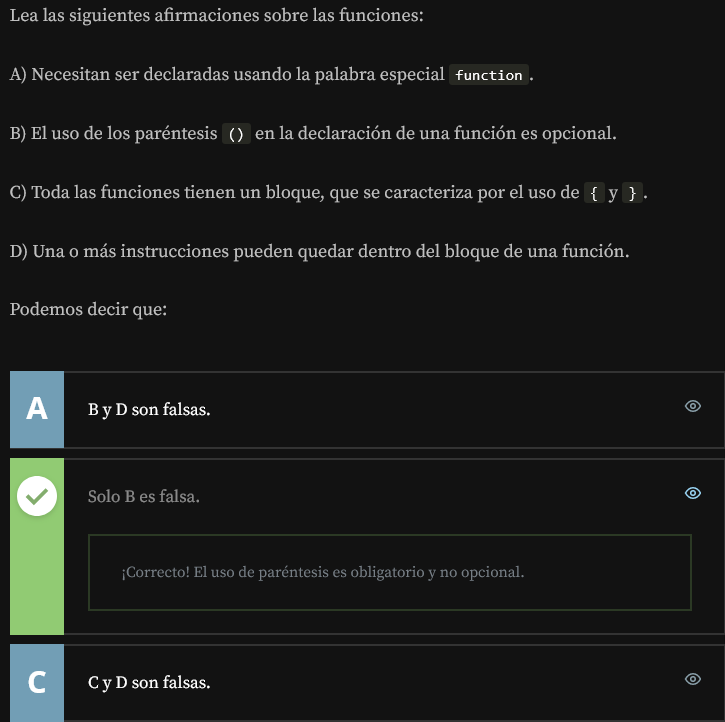 Lea las siguientes afirmaciones sobre las funciones:
A) Necesitan ser declaradas usando la palabra especial function.
B) El uso de los paréntesis () en la declaración de una función es opcional.
C) Toda las funciones tienen un bloque, que se caracteriza por el uso de { y }.
D) Una o más instrucciones pueden quedar dentro del bloque de una función.
Podemos decir que:
A B y D son falsas.
Solo B es falsa.
¡Correcto! El uso de paréntesis es obligatorio y no opcional.
C C y D son falsas.